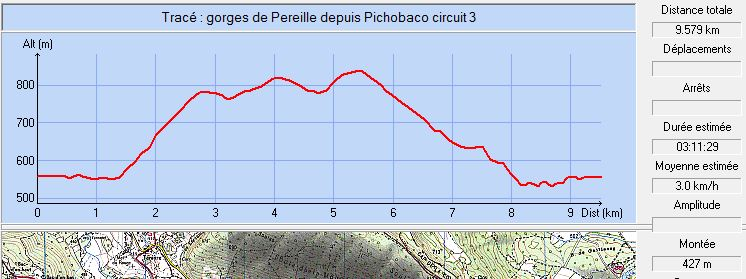 Tracé : gorges de Pereille depuis Pichobaco circuit 3
Alt (m)
800
700
600
500
0 1 2 3 4 5 6 7 8 9 Dist (km)
Distance totale
9.579 km
Déplacements
Arrêts
Durée estimée
03:11:29
Moyenne estimée
3.0 km/h
Amplitude
Montée
427 m